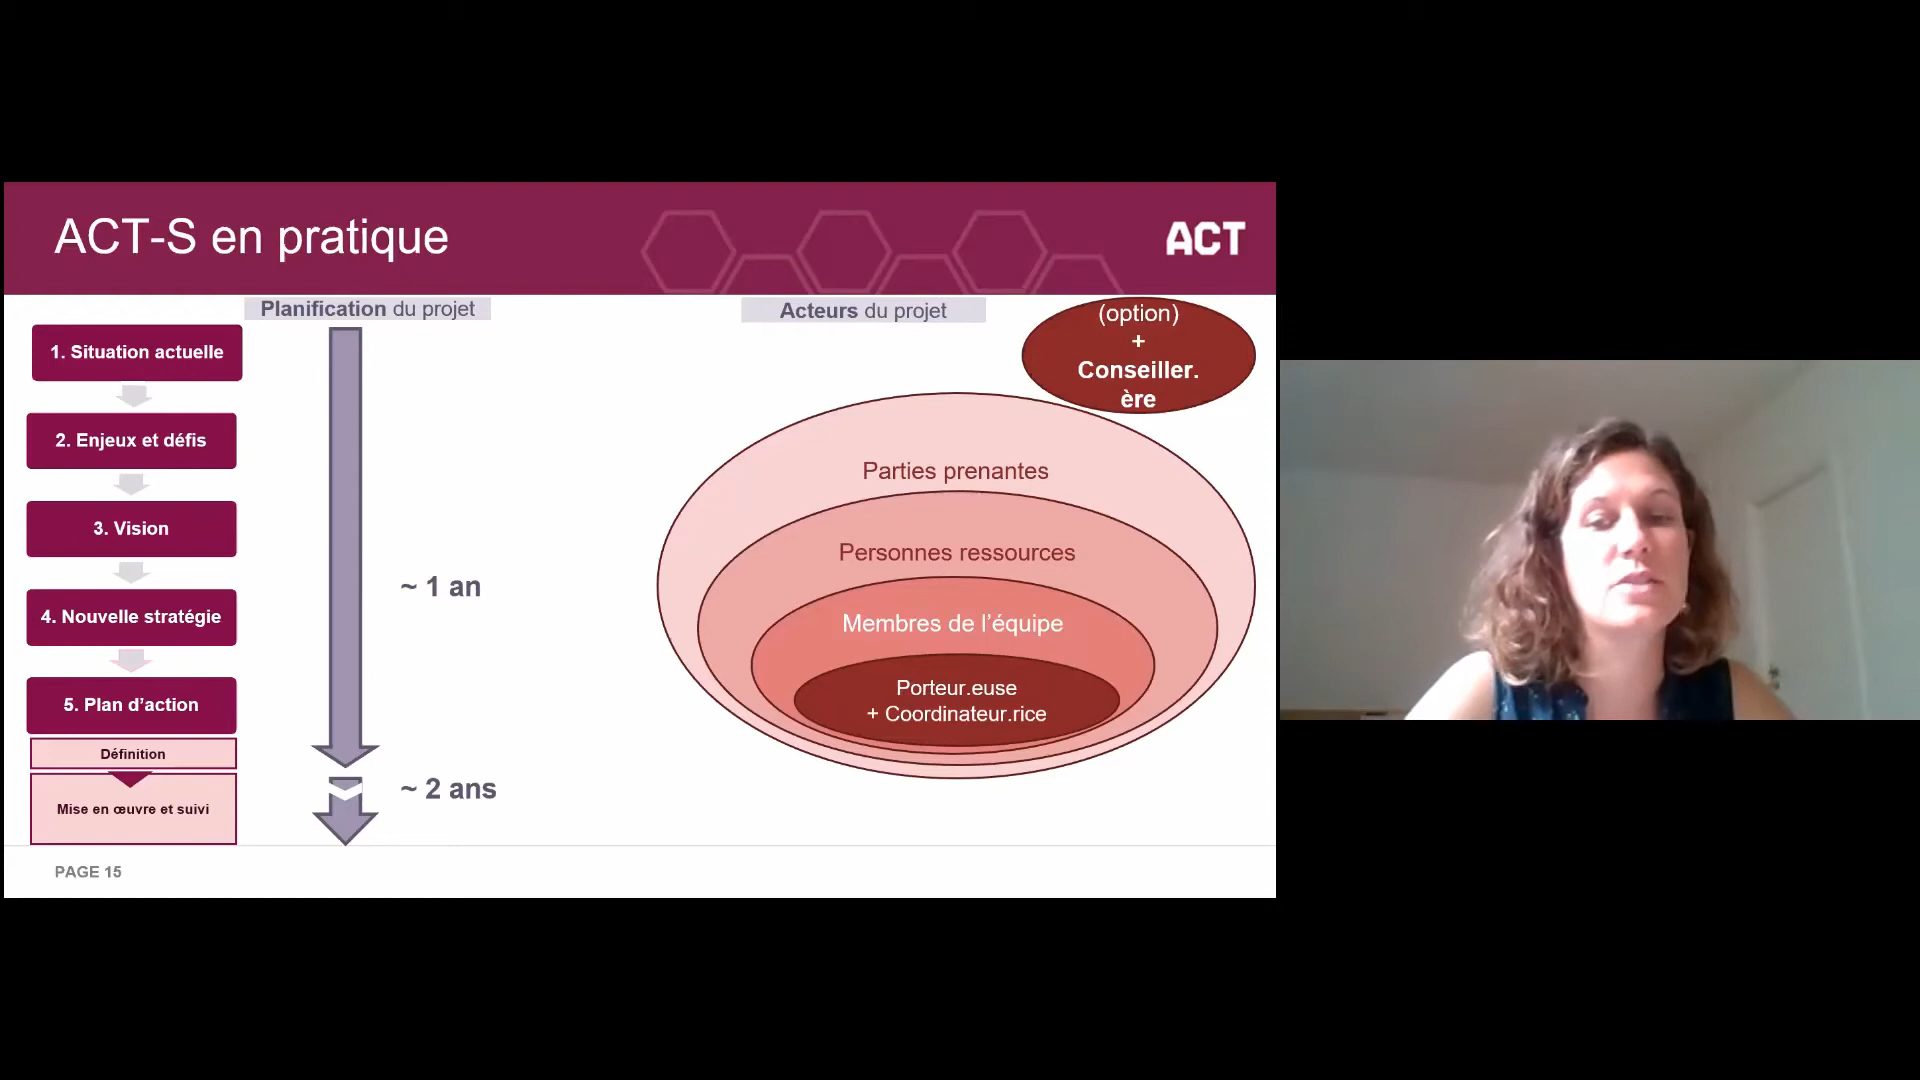 ACT-S en pratique
ACT
Planification du projet
1. Situation actuelle
2. Enjeux et défis
3. Vision
4. Nouvelle stratégie
5. Plan d'action
Définition
Mise en œuvre et suivi
~ 1 an
~ 2 ans
Acteurs du projet
(option)
+
Conseiller.
ère
Parties prenantes
Personnes ressources
Membres de l'équipe
Porteur.euse
+ Coordinateur.rice
PAGE 15